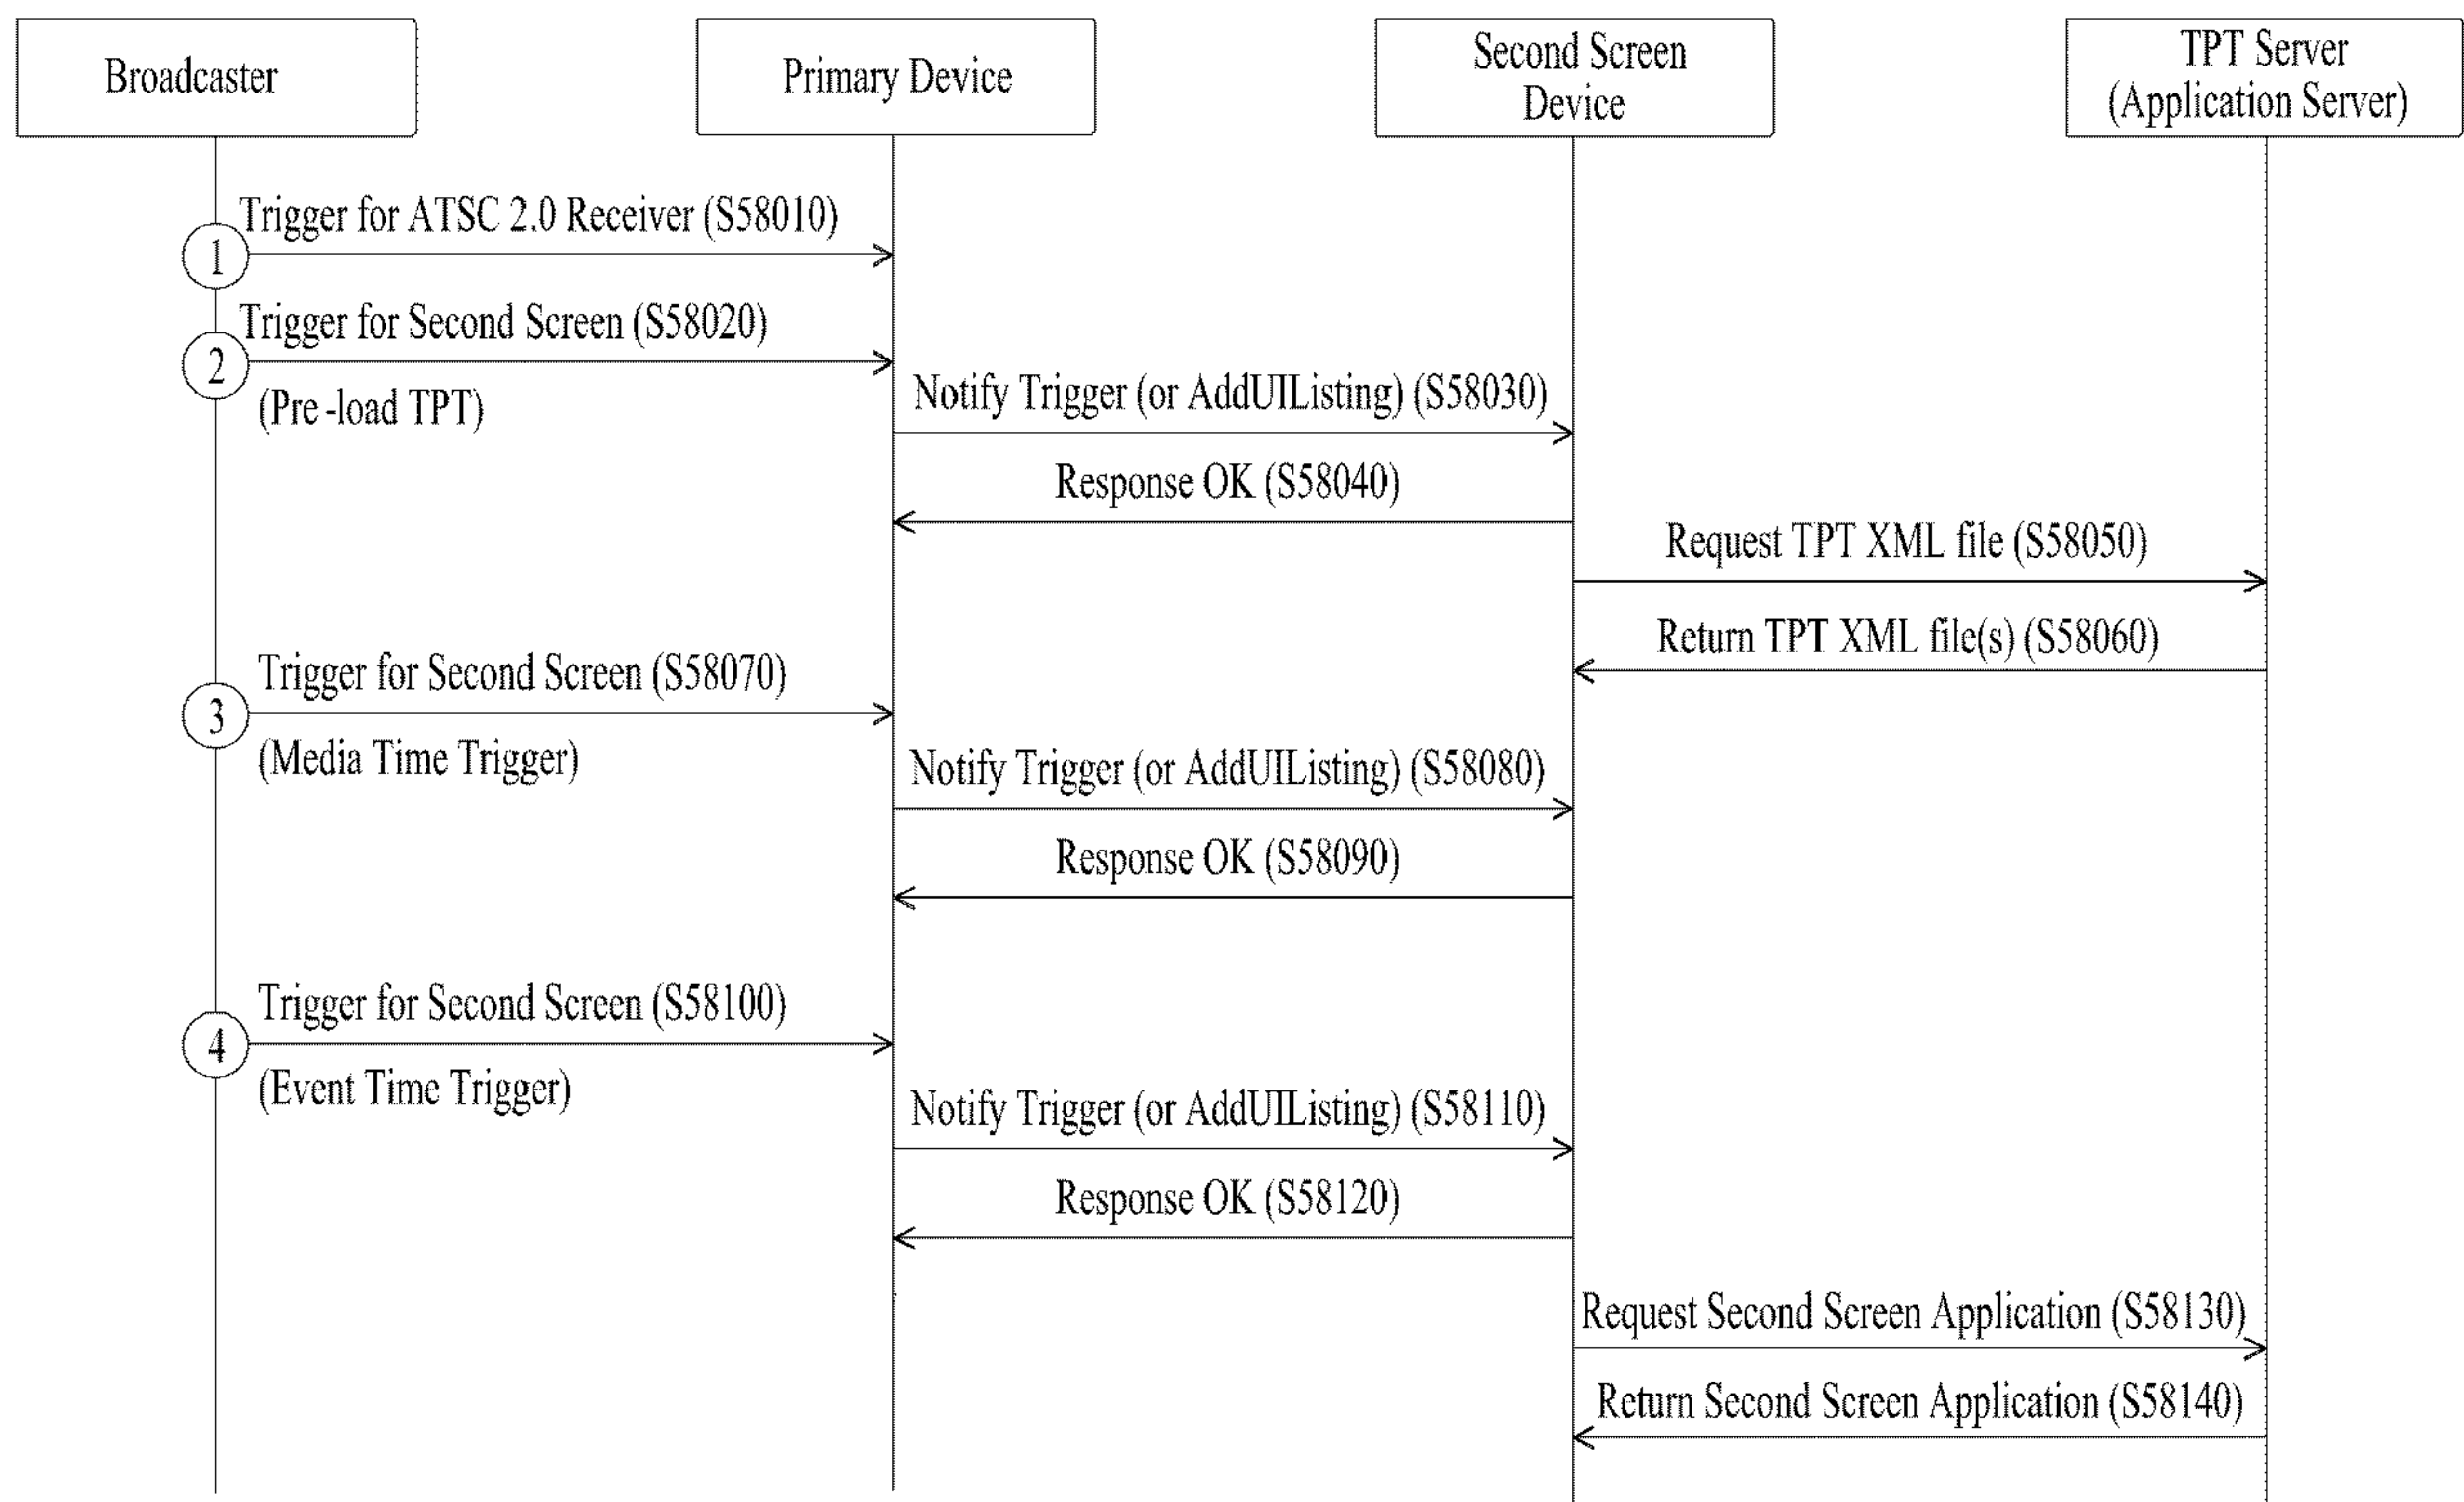 Broadcaster
Primary Device
Second Screen
Device
TPT Server
(Application Server)
Trigger for ATSC 2.0 Receiver (S58010)
1
Trigger for Second Screen (S58020)
2
(Pre-load TPT)
Notify Trigger (or AddUIListing) (S58030)
Response OK (S58040)
Request TPT XML file (S58050)
Return TPT XML file(s) (S58060)
Trigger for Second Screen (S58070)
3
(Media Time Trigger)
Notify Trigger (or AddUIListing) (S58080)
Response OK (S58090)
Trigger for Second Screen (S58100)
4
(Event Time Trigger)
Notify Trigger (or AddUIListing) (S58110)
Response OK (S58120)
Request Second Screen Application (S58130)
Return Second Screen Application (S58140)